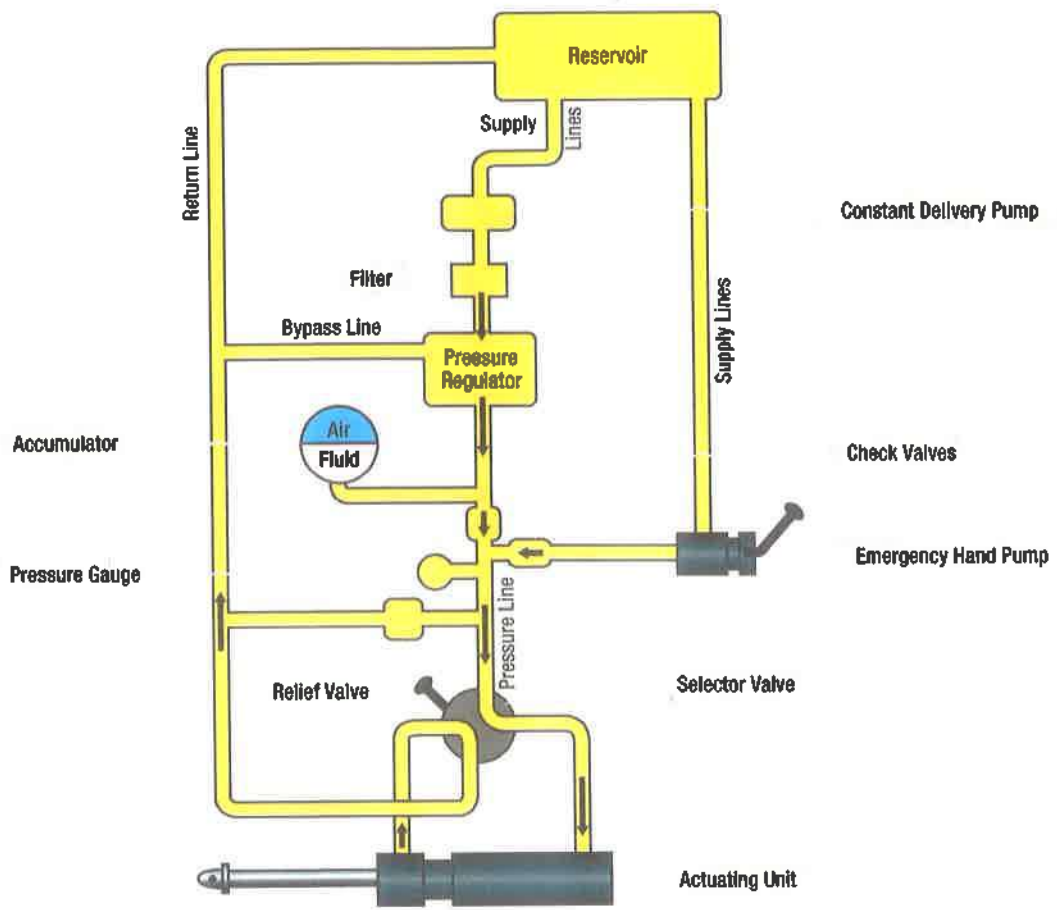 Reservoir
Supply
Lines
Return Line
Constant Delivery Pump
Filter
Supply Lines
Bypass Line
Pressure
Regulator
Accumulator
Air
Fluid
Check Valves
Emergency Hand Pump
Pressure Gauge
Pressure Line
Relief Valve
Selector Valve
Actuating Unit